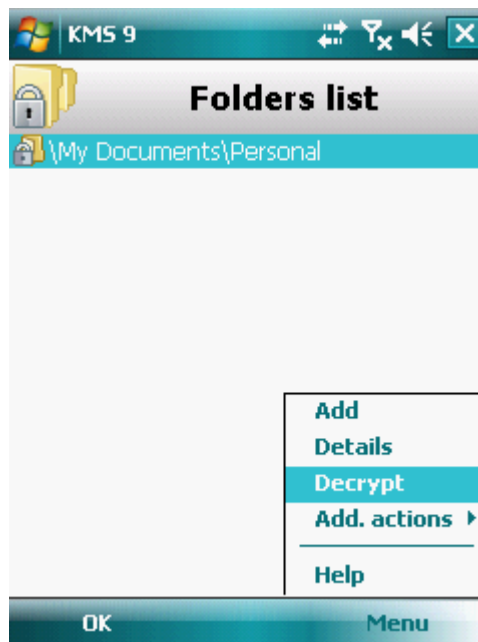 KMS 9
Folders list
\My Documents\Personal
Add
Details
Decrypt
Add. actions
Help
OK
Menu